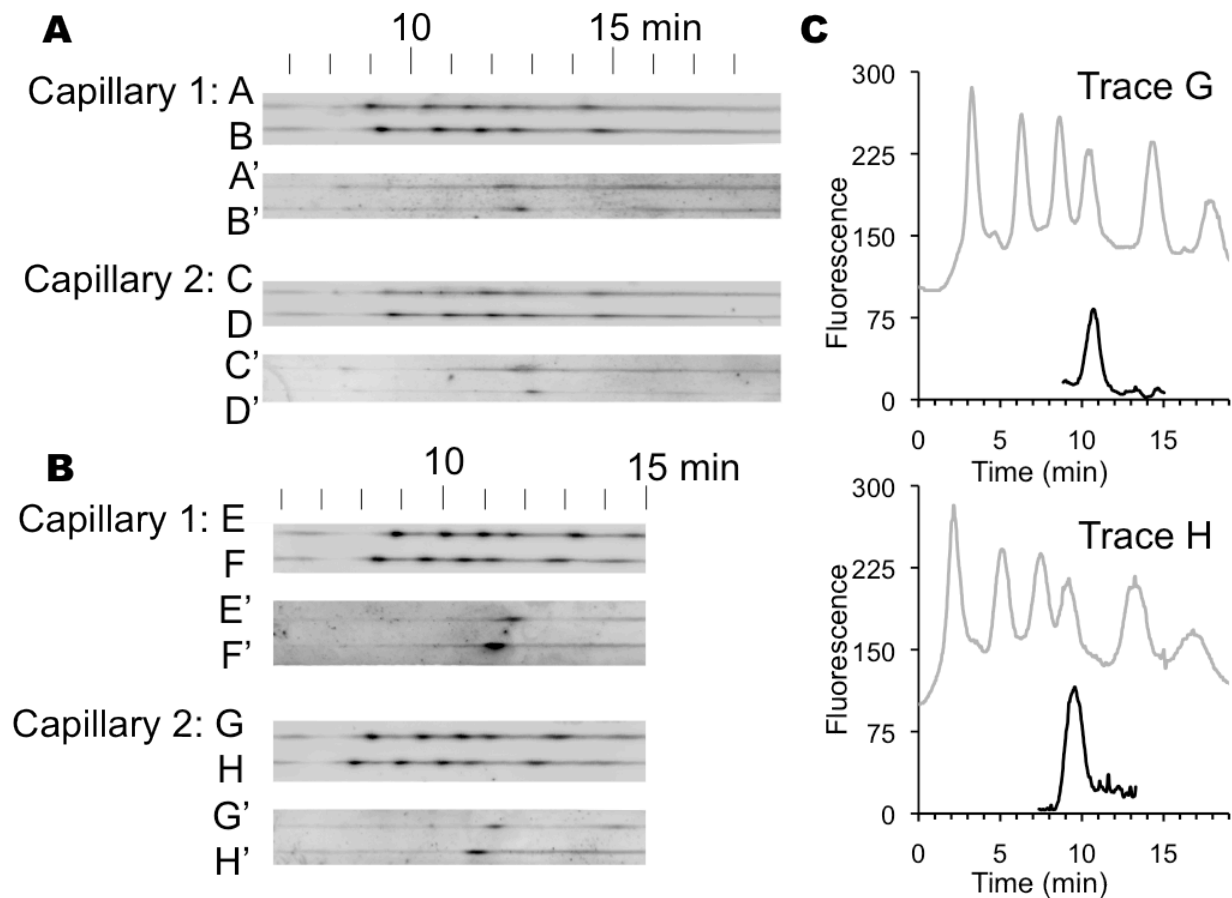 A
10
15 min
Capillary 1: A
B
A'
B'
Capillary 2: C
D
C'
D'
B
10
15 min
Capillary 1: E
F
E'
F'
Capillary 2: G
H
G'
H'
C
Trace G
300
225
150
75
0
Fluorescence
0 5 10 15
Time (min)
Trace H
300
225
150
75
0
Fluorescence
0 5 10 15
Time (min)